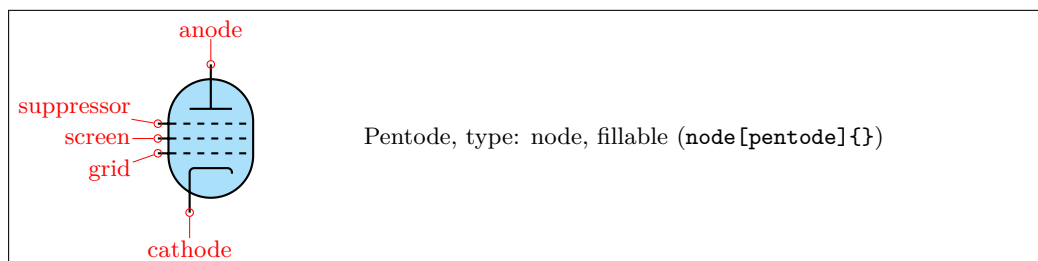 anode
suppressor
screen
grid
cathode
Pentode, type: node, fillable (node[pentode]{})